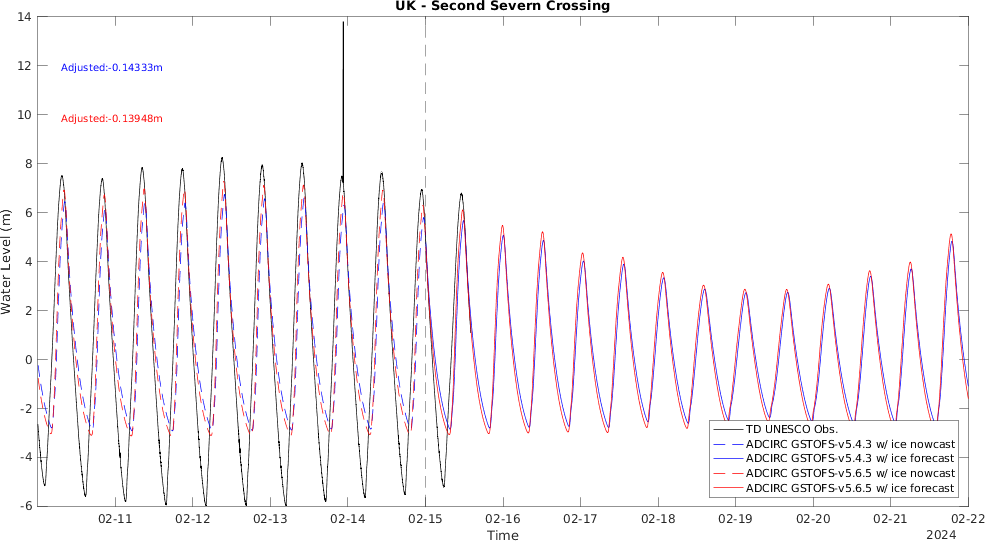 UK - Second Severn Crossing
14
12
10
8
6
4
2
0
-2
-4
-6
Water Level (m)
Adjusted:-0.14333m
Adjusted:-0.13948m
TD UNESCO Obs.
ADCIRC GSTOFS-v5.4.3 w/ ice nowcast
ADCIRC GSTOFS-v5.4.3 w/ ice forecast
ADCIRC GSTOFS-v5.6.5 w/ ice nowcast
ADCIRC GSTOFS-v5.6.5 w/ ice forecast
02-11 02-12 02-13 02-14 02-15 02-16 02-17 02-18 02-19 02-20 02-21 02-22
Time
2024